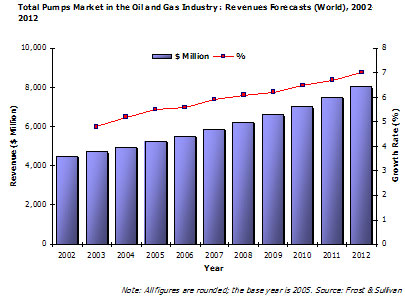 Total Pumps Market in the Oil and Gas Industry: Revenues Forecasts (World), 2002
2012
$ Million
%
10,000
8,000
6,000
4,000
2,000
0
Revenue ($ Million)
8
7
6
5
4
3
2
1
0
Growth Rate (%)
2002 2003 2004 2005 2006 2007 2008 2009 2010 2011 2012
Year
Note: All figures are rounded; the base year is 2005. Source: Frost & Sullivan